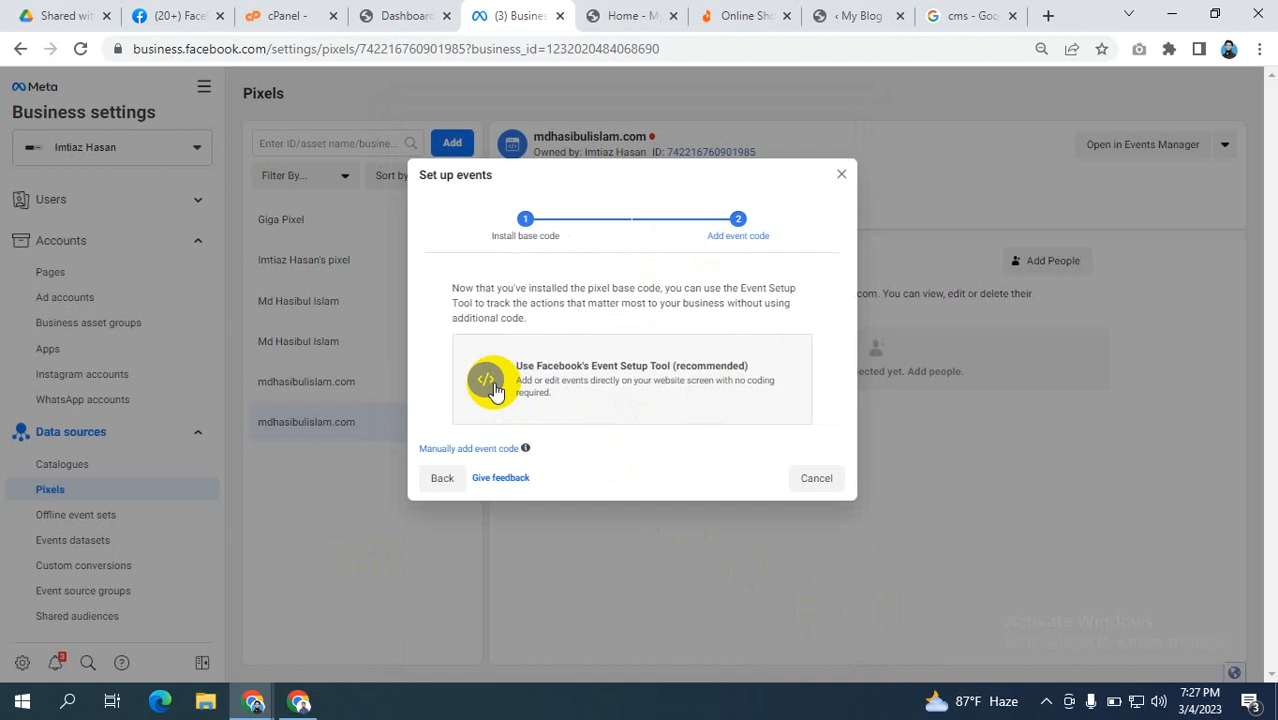 Shared with
(20+) Face
cPanel -
Dashboard
(3) Busines
Home - My
Online Sho
‹ My Blog
cms - Goo
business.facebook.com/settings/pixels/742216760901985?business_id=1232020484068690
Meta
Business settings
Imtiaz Hasan
Users
Accounts
Pages
Ad accounts
Business asset groups
Apps
Instagram accounts
WhatsApp accounts
Data sources
Catalogues
Pixels
Offline event sets
Events datasets
Custom conversions
Event source groups
Shared audiences
3
Pixels
Enter ID/asset name/busine...
Add
Filter By...
Sort by
Giga Pixel
Imtiaz Hasan's pixel
Md Hasibul Islam
Md Hasibul Islam
mdhasibulislam.com
mdhasibulislam.com
mdhasibulislam.com
Owned by: Imtiaz Hasan ID: 742216760901985
Open in Events Manager
Add People
com. You can view, edit or delete their
nected yet. Add people.
Set up events
1
2
Install base code
Add event code
Now that you've installed the pixel base code, you can use the Event Setup
Tool to track the actions that matter most to your business without using
additional code.
</>
Use Facebook's Event Setup Tool (recommended)
Add or edit events directly on your website screen with no coding
required.
Manually add event code
Back
Give feedback
Cancel
Activate Windows
87°F Haze
7:27 PM
3/4/2023
3